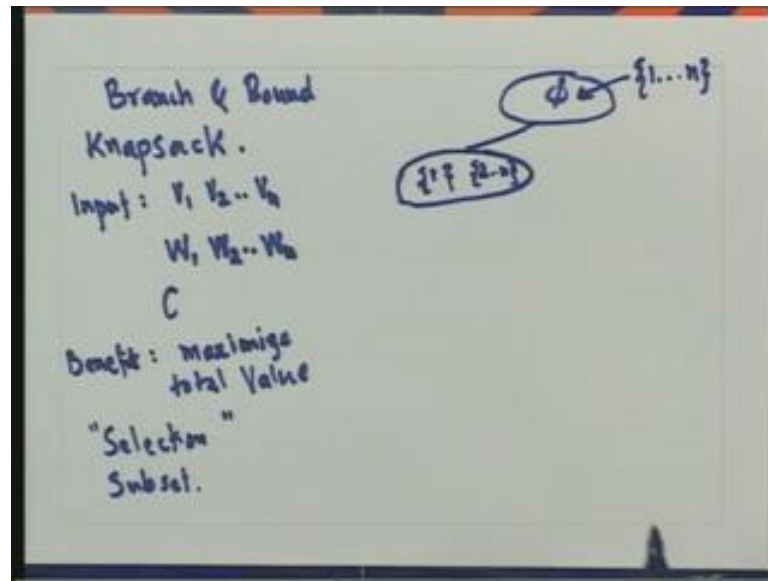 Branch & Bound
Knapsack.
Input: V₁ V₂.. Vₙ
W₁ W₂.. Wₙ
C
Benefit: maximize
total Value
"Selection"
Subset.
ϕ {1...n}
{1} {2..n}